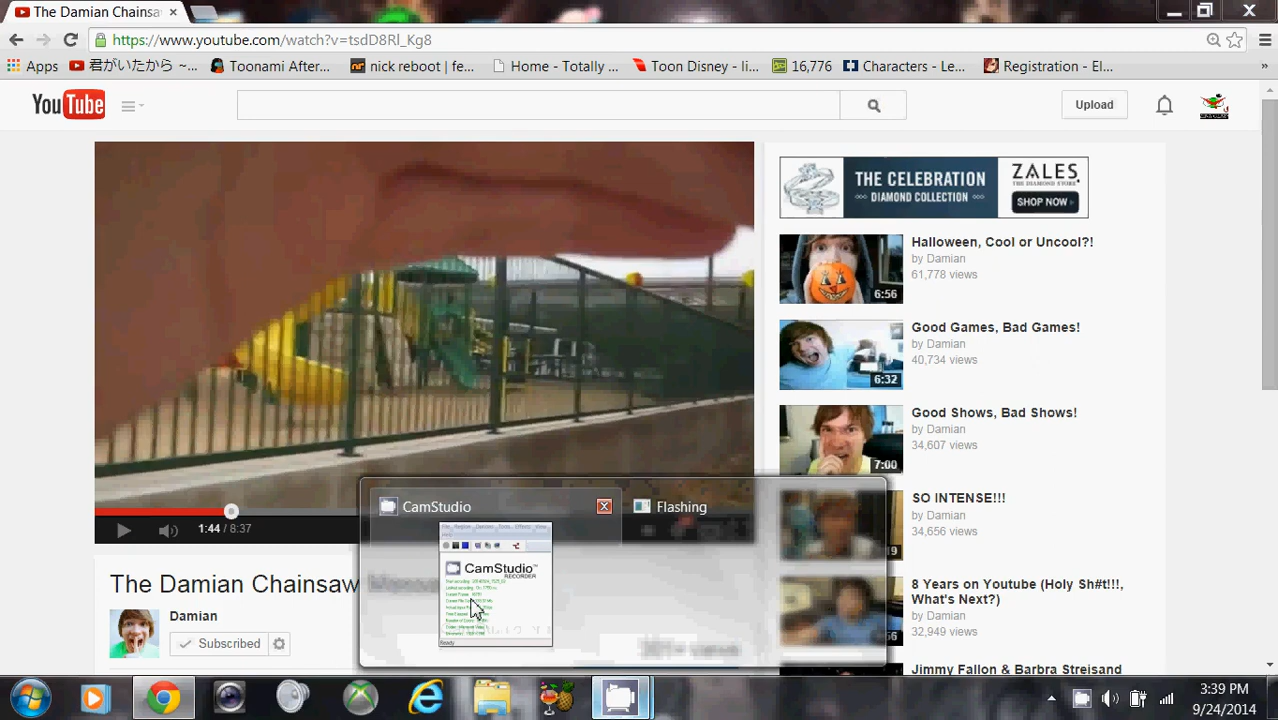 The Damian Chainsa
https://www.youtube.com/watch?v=tsdD8Rl_Kg8
Apps
君がいたから ~...
Toonami After...
nick reboot | fe...
Home - Totally ...
Toon Disney - li...
16,776
Characters - Le...
Registration - El...
»
YouTube
Upload
THE CELEBRATION
DIAMOND COLLECTION
ZALES.
THE DIAMOND STORE
SHOP NOW
Halloween, Cool or Uncool?!
by Damian
61,778 views
6:56
Good Games, Bad Games!
by Damian
40,734 views
6:32
Good Shows, Bad Shows!
by Damian
34,607 views
7:00
SO INTENSE!!!
by Damian
34,656 views
8 Years on Youtube (Holy Sh#t!!!,
What's Next?)
by Damian
32,949 views
Jimmy Fallon & Barbra Streisand
1:44 / 8:37
CamStudio
Flashing
CamStudio
RECORDER
Ready
The Damian Chainsaw
Damian
Subscribed
3:39 PM
9/24/2014